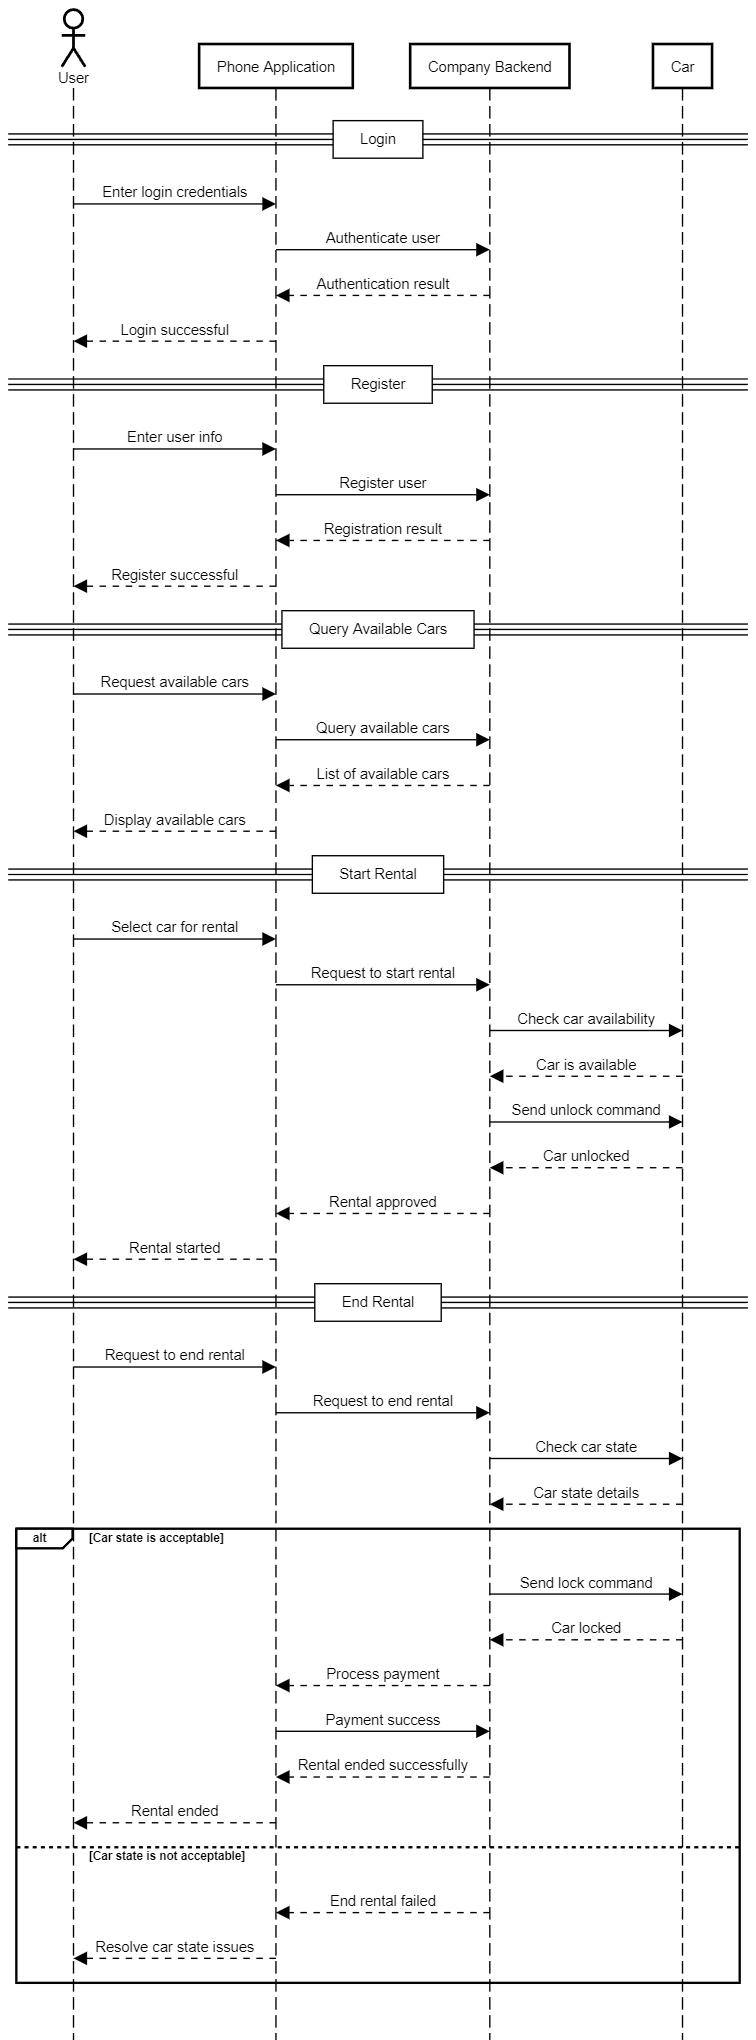 User
Phone Application
Company Backend
Car
Login
Enter login credentials
Authenticate user
Authentication result
Login successful
Register
Enter user info
Register user
Registration result
Register successful
Query Available Cars
Request available cars
Query available cars
List of available cars
Display available cars
Start Rental
Select car for rental
Request to start rental
Check car availability
Car is available
Send unlock command
Car unlocked
Rental approved
Rental started
End Rental
Request to end rental
Request to end rental
Check car state
Car state details
alt
[Car state is acceptable]
Send lock command
Car locked
Process payment
Payment success
Rental ended successfully
Rental ended
[Car state is not acceptable]
End rental failed
Resolve car state issues